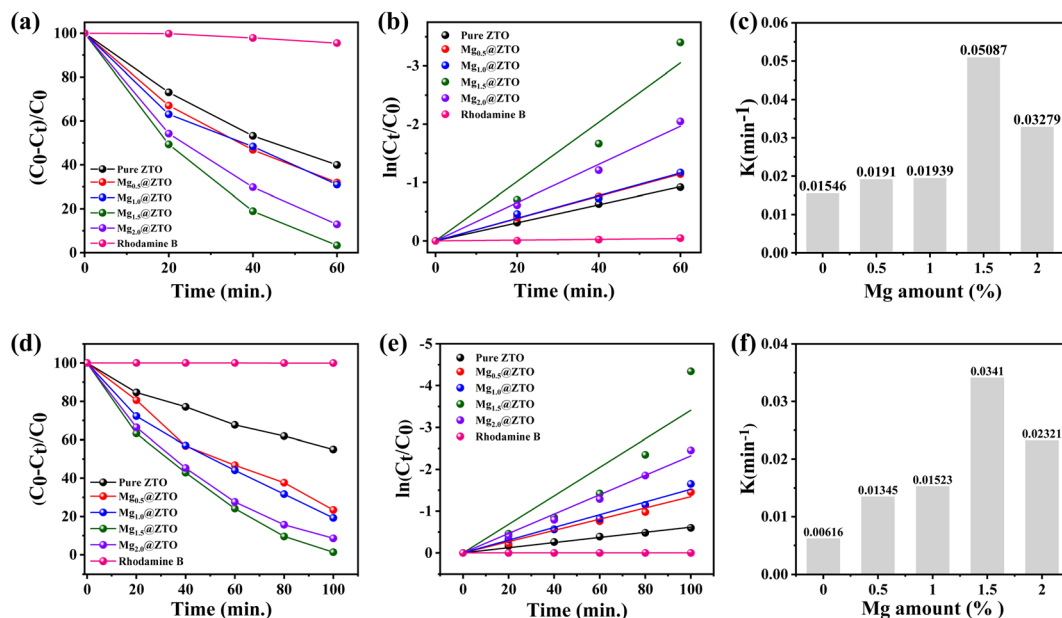 (a)
(C0-Ct)/C0
100
80
60
40
20
0
Pure ZTO
Mg0.5@ZTO
Mg1.0@ZTO
Mg1.5@ZTO
Mg2.0@ZTO
Rhodamine B
0 20 40 60
Time (min.)
(b)
ln(Ct/C0)
-3
-2
-1
0
Pure ZTO
Mg0.5@ZTO
Mg1.0@ZTO
Mg1.5@ZTO
Mg2.0@ZTO
Rhodamine B
0 20 40 60
Time (min.)
(c)
K(min-1)
0.06
0.05
0.04
0.03
0.02
0.01
0.00
0.01546
0.0191
0.01939
0.05087
0.03279
0 0.5 1 1.5 2
Mg amount (%)
(d)
(C0-Ct)/C0
100
80
60
40
20
0
Pure ZTO
Mg0.5@ZTO
Mg1.0@ZTO
Mg1.5@ZTO
Mg2.0@ZTO
Rhodamine B
0 20 40 60 80 100
Time (min.)
(e)
ln(Ct/C0)
-5
-4
-3
-2
-1
0
Pure ZTO
Mg0.5@ZTO
Mg1.0@ZTO
Mg1.5@ZTO
Mg2.0@ZTO
Rhodamine B
0 20 40 60 80 100
Time (min.)
(f)
K(min-1)
0.04
0.03
0.02
0.01
0.00
0.00616
0.01345
0.01523
0.0341
0.02321
0 0.5 1 1.5 2
Mg amount (% )